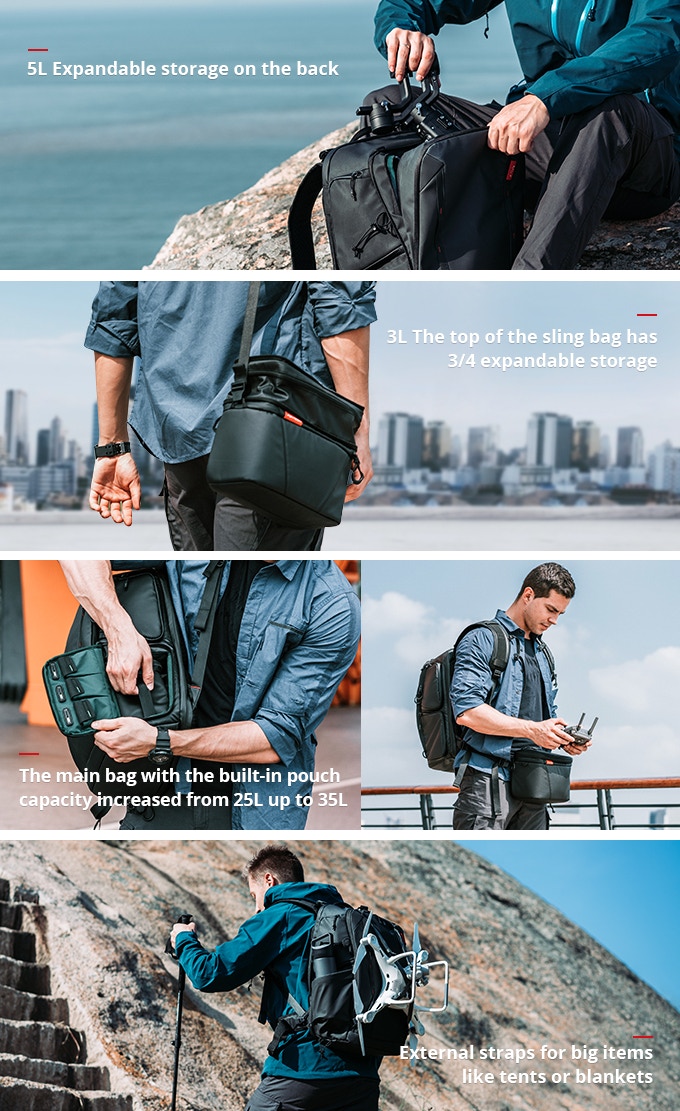 5L Expandable storage on the back
3L The top of the sling bag has
3/4 expandable storage
The main bag with the built-in pouch
capacity increased from 25L up to 35L
External straps for big items
like tents or blankets